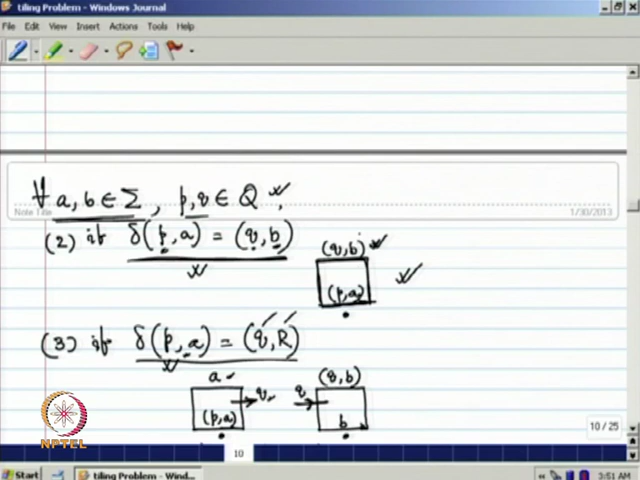 tiling Problem - Windows Journal
File Edit View Insert Actions Tools Help
∀ a, b ∈ Σ, p, q ∈ Q
Note Title
1/30/2013
(2) if δ(p, a) = (q, b)
(q, b)
(p, a)
(3) if δ(p, a) = (q, R)
a
(q, b)
(p, a)
q
q
b
NPTEL
10 / 25
10
Start
tiling Problem - Wind...
3:51 AM